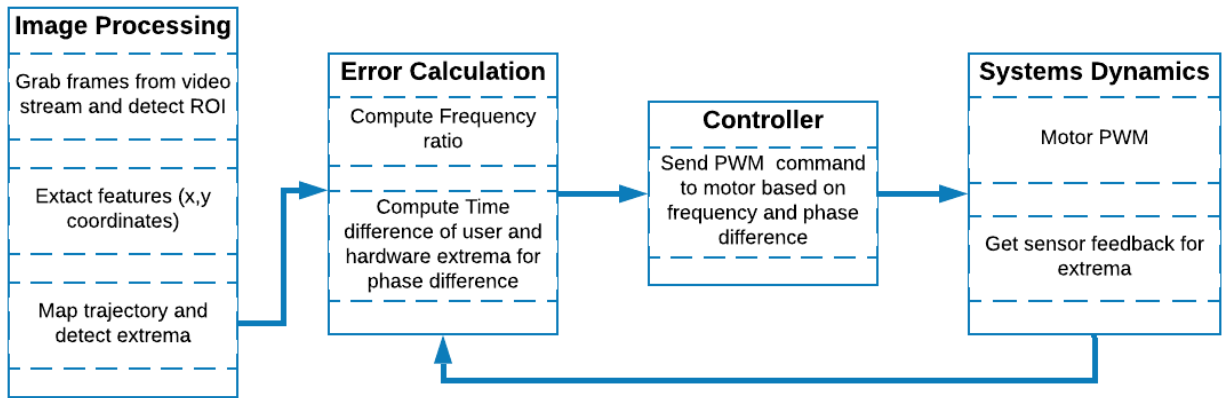 Image Processing
Grab frames from video
stream and detect ROI
Extact features (x,y
coordinates)
Map trajectory and
detect extrema
Error Calculation
Compute Frequency
ratio
Compute Time
difference of user and
hardware extrema for
phase difference
Controller
Send PWM command
to motor based on
frequency and phase
difference
Systems Dynamics
Motor PWM
Get sensor feedback for
extrema